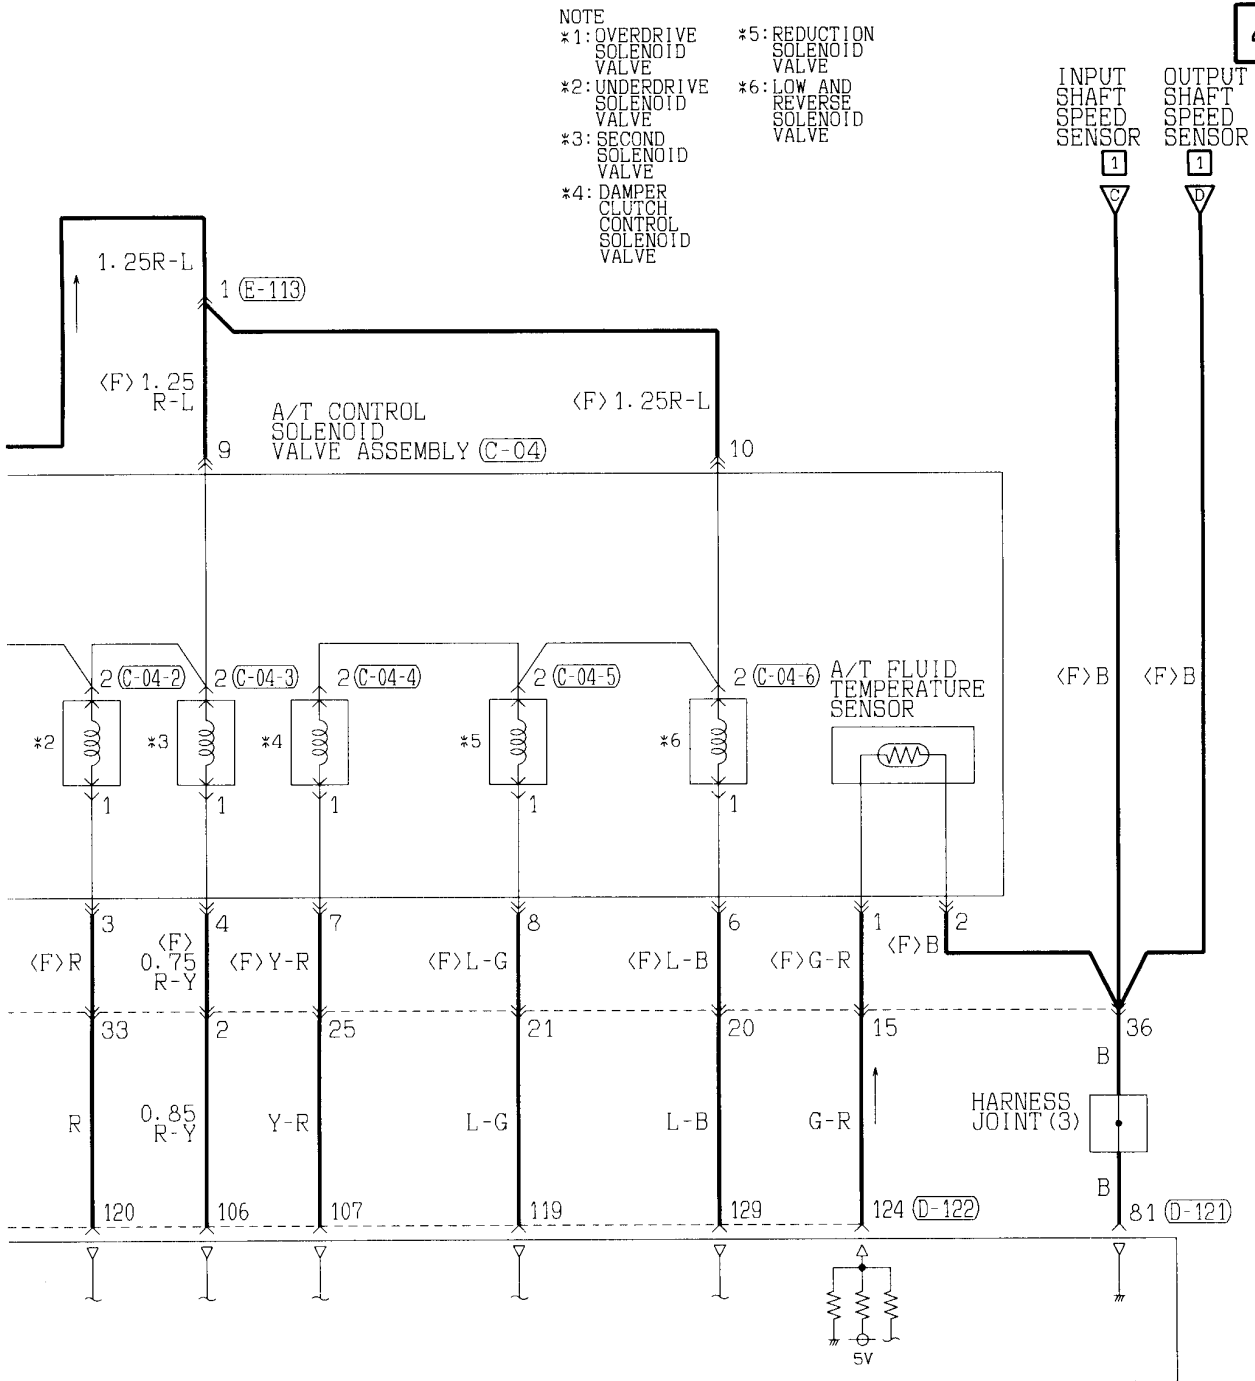 NOTE
*1: OVERDRIVE
SOLENOID
VALVE
*2: UNDERDRIVE
SOLENOID
VALVE
*3: SECOND
SOLENOID
VALVE
*4: DAMPER
CLUTCH
CONTROL
SOLENOID
VALVE
*5: REDUCTION
SOLENOID
VALVE
*6: LOW AND
REVERSE
SOLENOID
VALVE
INPUT
SHAFT
SPEED
SENSOR
1
C
OUTPUT
SHAFT
SPEED
SENSOR
1
D
1.25R-L
1 (E-113)
<F>1.25
R-L
<F>1.25R-L
A/T CONTROL
SOLENOID
VALVE ASSEMBLY (C-04)
9
10
2 (C-04-2)
2 (C-04-3)
2 (C-04-4)
2 (C-04-5)
2 (C-04-6)
A/T FLUID
TEMPERATURE
SENSOR
<F>B
<F>B
*2
*3
*4
*5
*6
1
1
1
1
1
3
4
7
8
6
1
2
<F>R
<F>
0.75
R-Y
<F>Y-R
<F>L-G
<F>L-B
<F>G-R
<F>B
33
2
25
21
20
15
36
B
R
0.85
R-Y
Y-R
L-G
L-B
G-R
HARNESS
JOINT(3)
B
120
106
107
119
129
124 (D-122)
81 (D-121)
5V